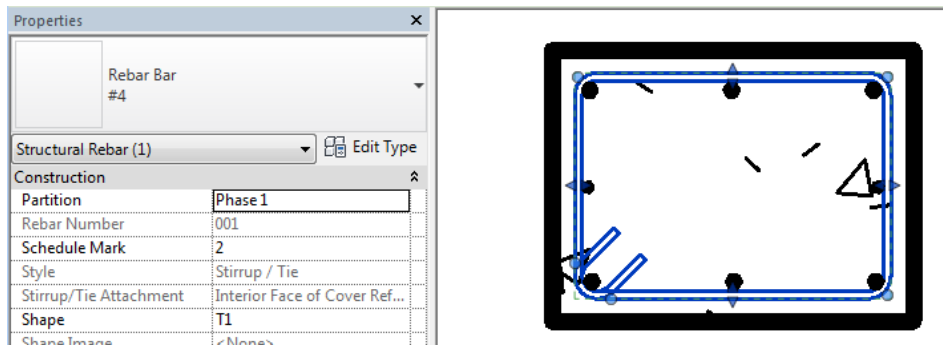 Properties
Rebar Bar
#4
Structural Rebar (1)
Edit Type
Construction
Partition Phase 1
Rebar Number 001
Schedule Mark 2
Style Stirrup / Tie
Stirrup/Tie Attachment Interior Face of Cover Ref...
Shape T1
Shape Image <None>